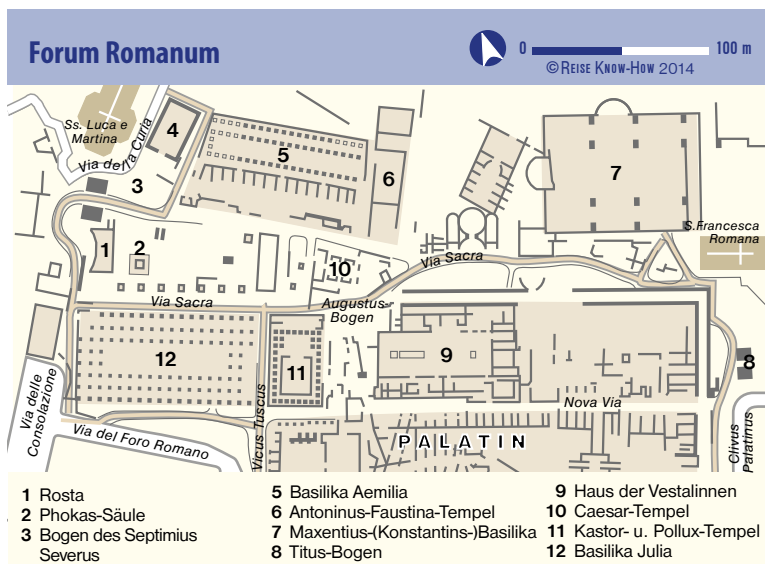 Forum Romanum
0 100 m
©REISE KNOW-HOW 2014
Ss. Luca e
Martina
Via della Curia
4
5
6
7
3
S.Francesca
Romana
1
2
10
Via Sacra
Via Sacra
Augustus-
Bogen
12
11
9
8
Via delle
Consolazione
Vicus Tuscus
Nova Via
Via del Foro Romano
PALATIN
Clivus
Palatinus
1 Rosta
2 Phokas-Säule
3 Bogen des Septimius
Severus
4
5 Basilika Aemilia
6 Antoninus-Faustina-Tempel
7 Maxentius-(Konstantins-)Basilika
8 Titus-Bogen
9 Haus der Vestalinnen
10 Caesar-Tempel
11 Kastor- u. Pollux-Tempel
12 Basilika Julia